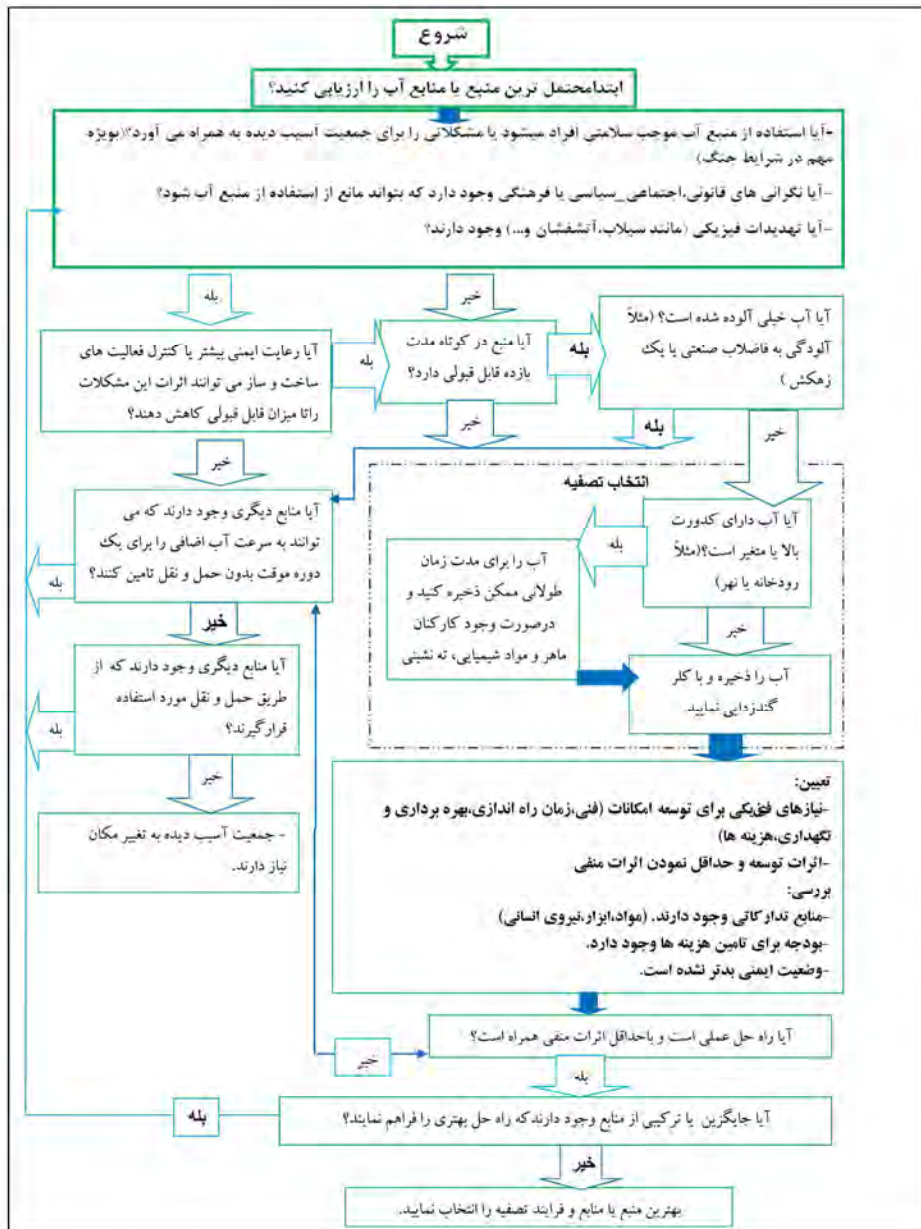 شروع
ابتدامحتمل ترین منبع یا منابع آب را ارزیابی کنید؟
-آیا استفاده از منبع آب موجب سلامتی افراد میشود یا مشکلاتی را برای جمعیت آسیب دیده به همراه می آورد؟(بویژه
مهم در شرایط جنگ)
-آیا نگرانی های قانونی،اجتماعی_سیاسی یا فرهنگی وجود دارد که بتواند مانع از إستفاده از منبع آب شود؟
-آیا تهدیدات فیزیکی (مانند سیلاب،آتشفشان و...) وجود دارند؟
بله
خیر
آیا آب خیلی آلوده شده است؟ (مثلاً
آلودگی به فاضلاب صنعتی یا یک
زهکش )
بله
آیا منبع در کوتاه مدت
بازده قابل قبولی دارد؟
بله
آیا رعایت ایمنی بیشتر یا کنترل فعالیت های
ساخت و ساز می توانند اثرات این مشکلات
راتا میزان قابل قبولی کاهش دهند؟
خیر
بله
خیر
خیر
انتخاب تصفیه
آیا منابع دیگری وجود دارند که می
توانند به سرعت آب اضافی را برای یک
دوره موقت بدون حمل و نقل تامین کنند؟
بله
آیا آب دارای کدورت
بالا یا متغیر است؟(مثلاً
رودخانه یا نهر)
بله
آب را برای مدت زمان
طولانی ممکن ذخیره کنید و
درصورت وجود کارکنان
ماهر و مواد شیمیایی، ته نشینی
خیر
خیر
آب را ذخیره و با کلر
گندزدایی نمایید.
آیا منابع دیگری وجود دارند که از
طریق حمل و نقل مورد استفاده
قرارگیرند؟
بله
خیر
- جمعیت آسیب دیده به تغییر مکان
نیاز دارند.
تعیین:
-نیازهای فیزیکی برای توسعه امکانات (فنی،زمان راه اندازی،بهره برداری و
نگهداری،هزینه ها)
-اثرات توسعه و حداقل نمودن اثرات منفی
بررسی:
-منابع تدارکاتی وجود دارند. (مواد،ابزار،نیروی انسانی)
-بودجه برای تامین هزینه ها وجود دارد.
-وضعیت ایمنی بدتر نشده است.
آیا راه حل عملی است و باحداقل اثرات منفی همراه است؟
خیر
بله
آیا جایگزین یا ترکیبی از منابع وجود دارندکه راه حل بهتری را فراهم نمایند؟
بله
خیر
بهترین منبع یا منابع و فرایند تصفیه را انتخاب نمایید.